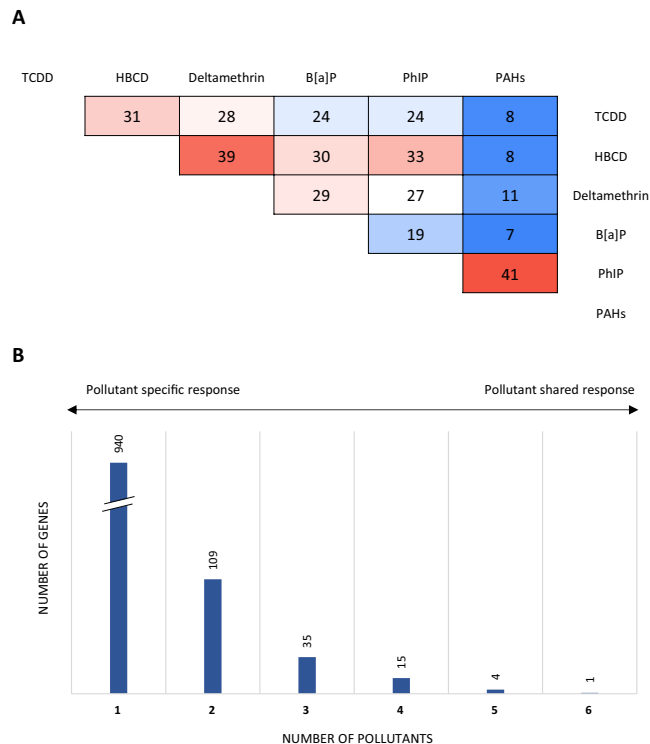 A
TCDD HBCD Deltamethrin B[a]P PhIP PAHs
31 28 24 24 8 TCDD
39 30 33 8 HBCD
29 27 11 Deltamethrin
19 7 B[a]P
41 PhIP
PAHs
B
Pollutant specific response Pollutant shared response
940
109
35
15
4
1
NUMBER OF GENES
1 2 3 4 5 6
NUMBER OF POLLUTANTS